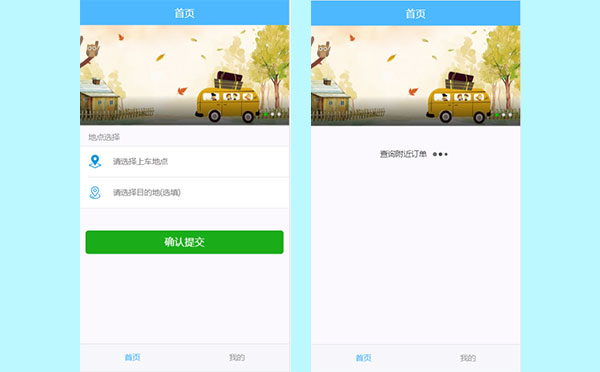 首页
地点选择
请选择上车地点
请选择目的地(选填)
确认提交
首页
我的
首页
查询附近订单
首页
我的